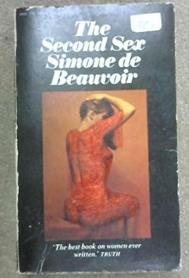 The
Second Sex
Simone de
Beauvoir
'The best book on women ever
written.' TRUTH